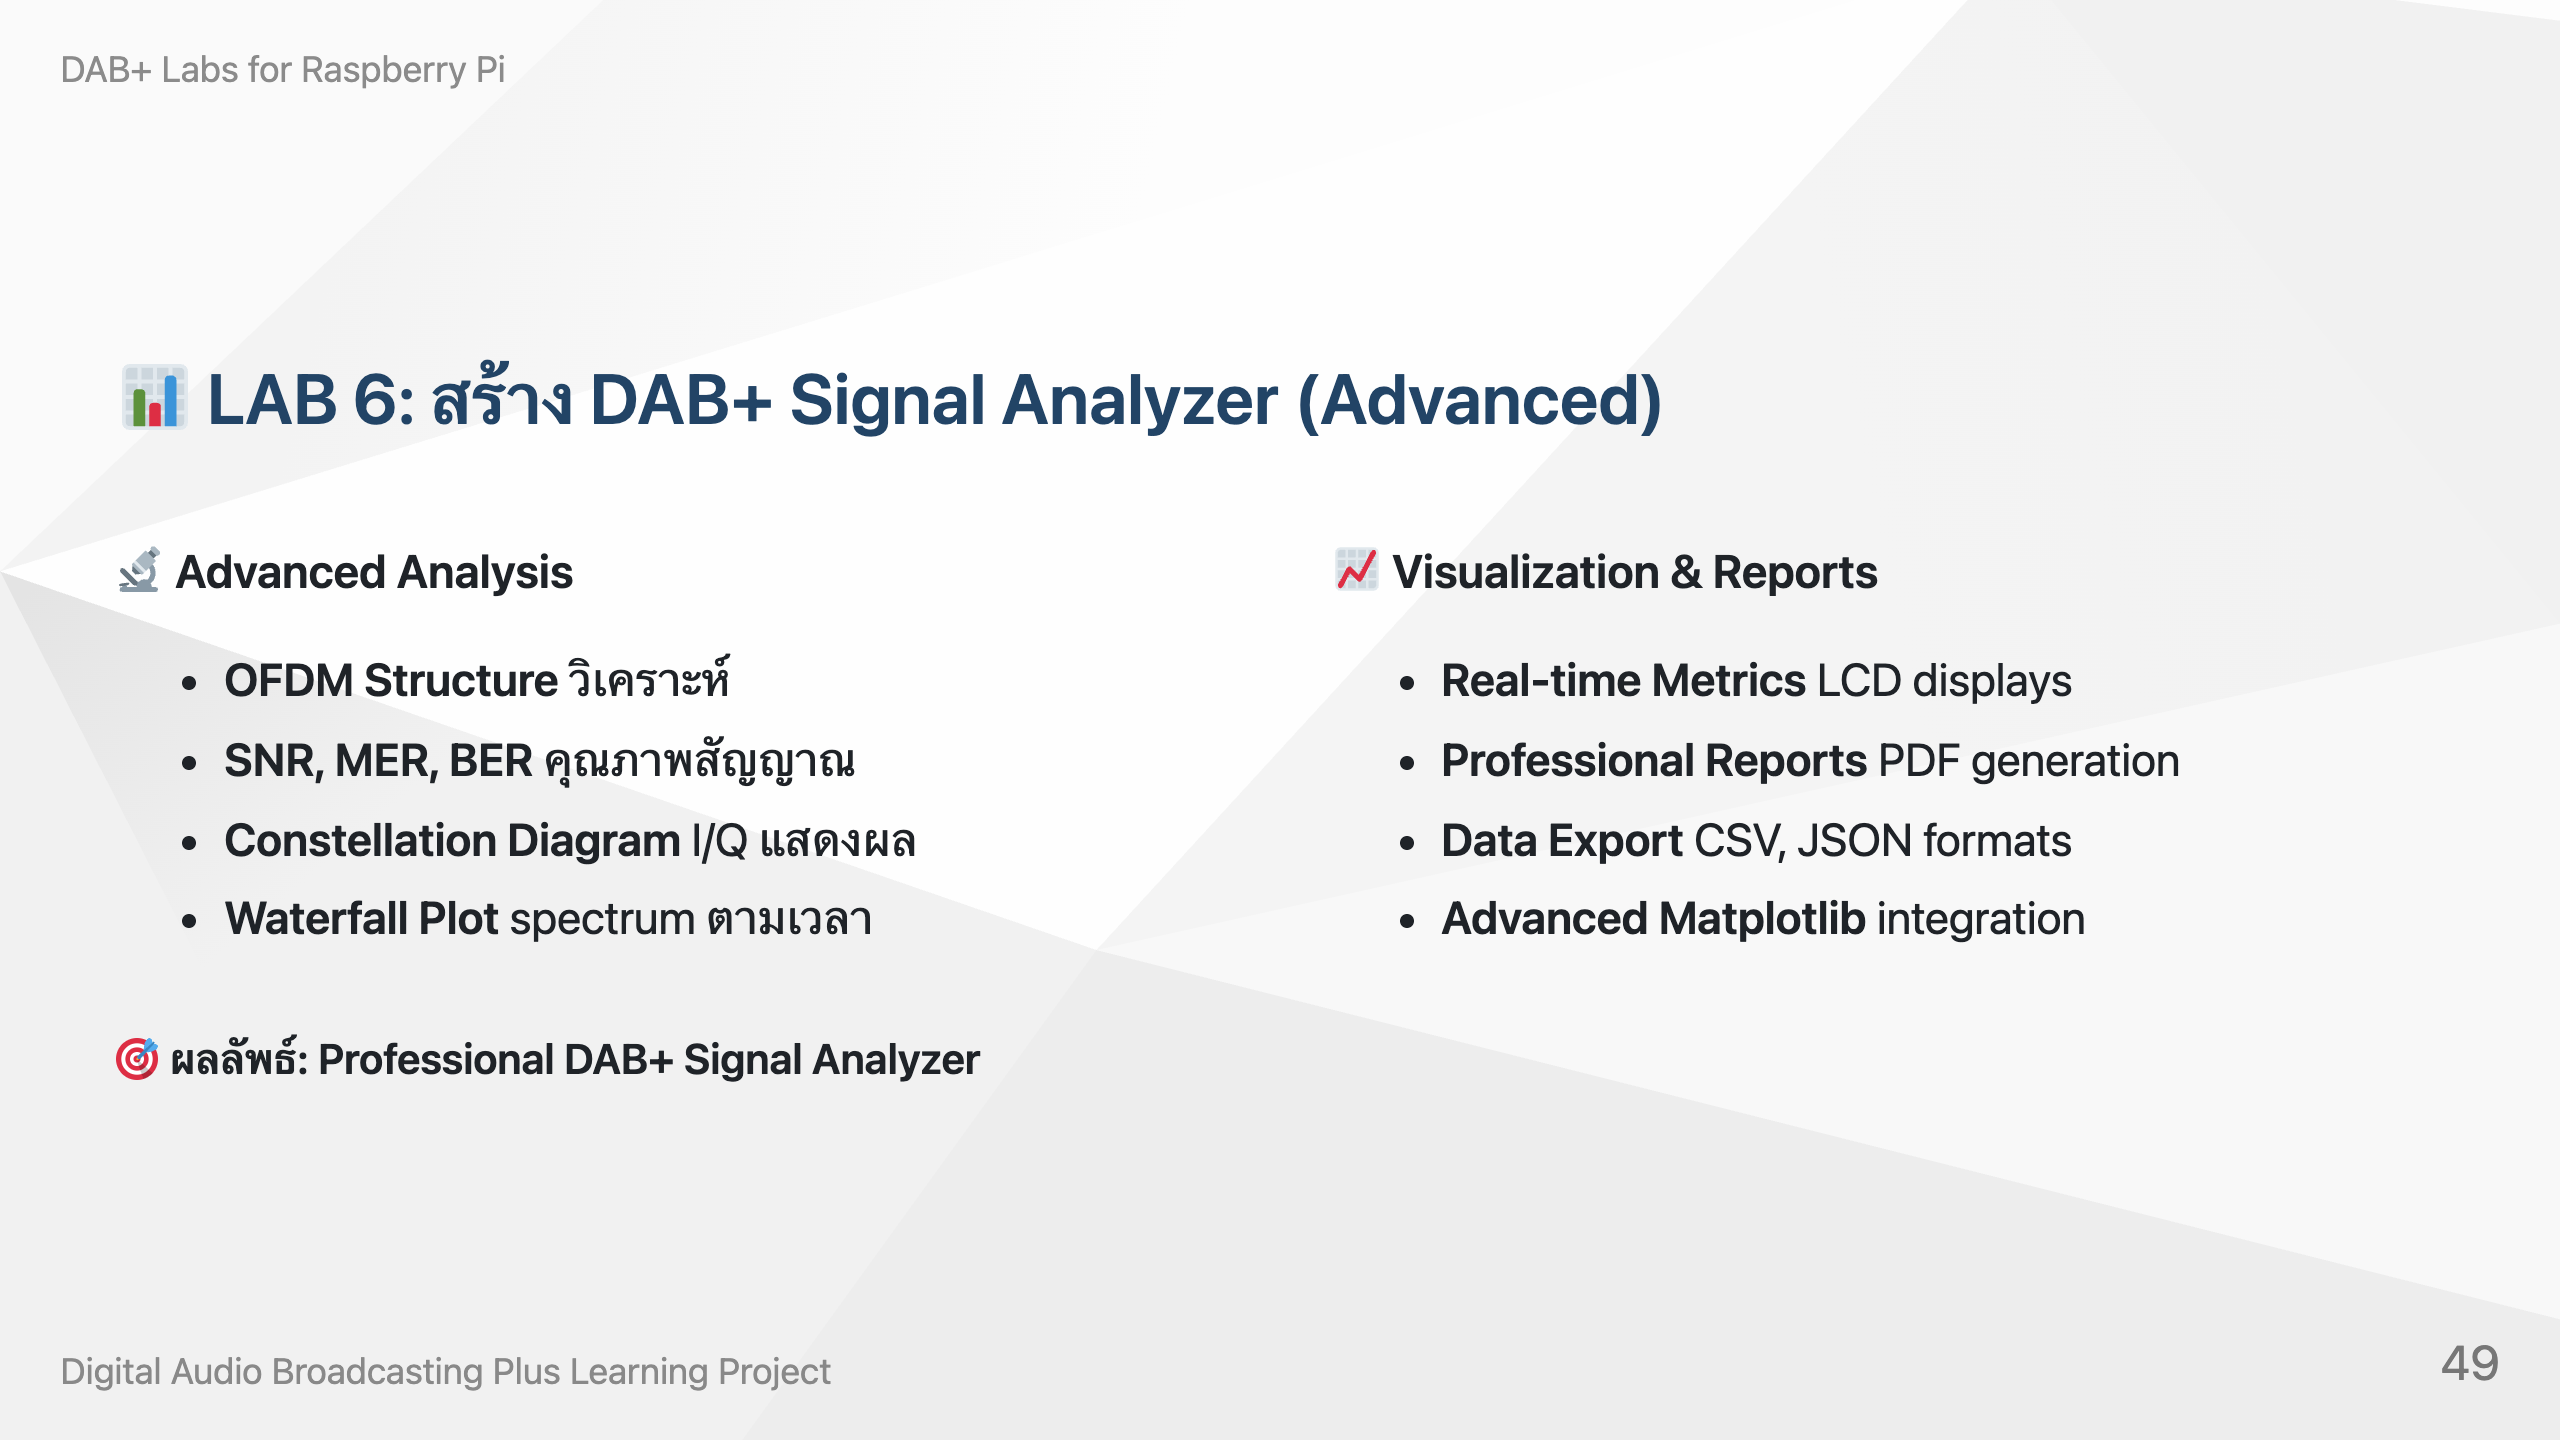 DAB+ Labs for Raspberry Pi
📊 LAB 6: สร้าง DAB+ Signal Analyzer (Advanced)
🔬 Advanced Analysis
• OFDM Structure วิเคราะห์
• SNR, MER, BER คุณภาพสัญญาณ
• Constellation Diagram I/Q แสดงผล
• Waterfall Plot spectrum ตามเวลา
📈 Visualization & Reports
• Real-time Metrics LCD displays
• Professional Reports PDF generation
• Data Export CSV, JSON formats
• Advanced Matplotlib integration
🎯 ผลลัพธ์: Professional DAB+ Signal Analyzer
Digital Audio Broadcasting Plus Learning Project
49